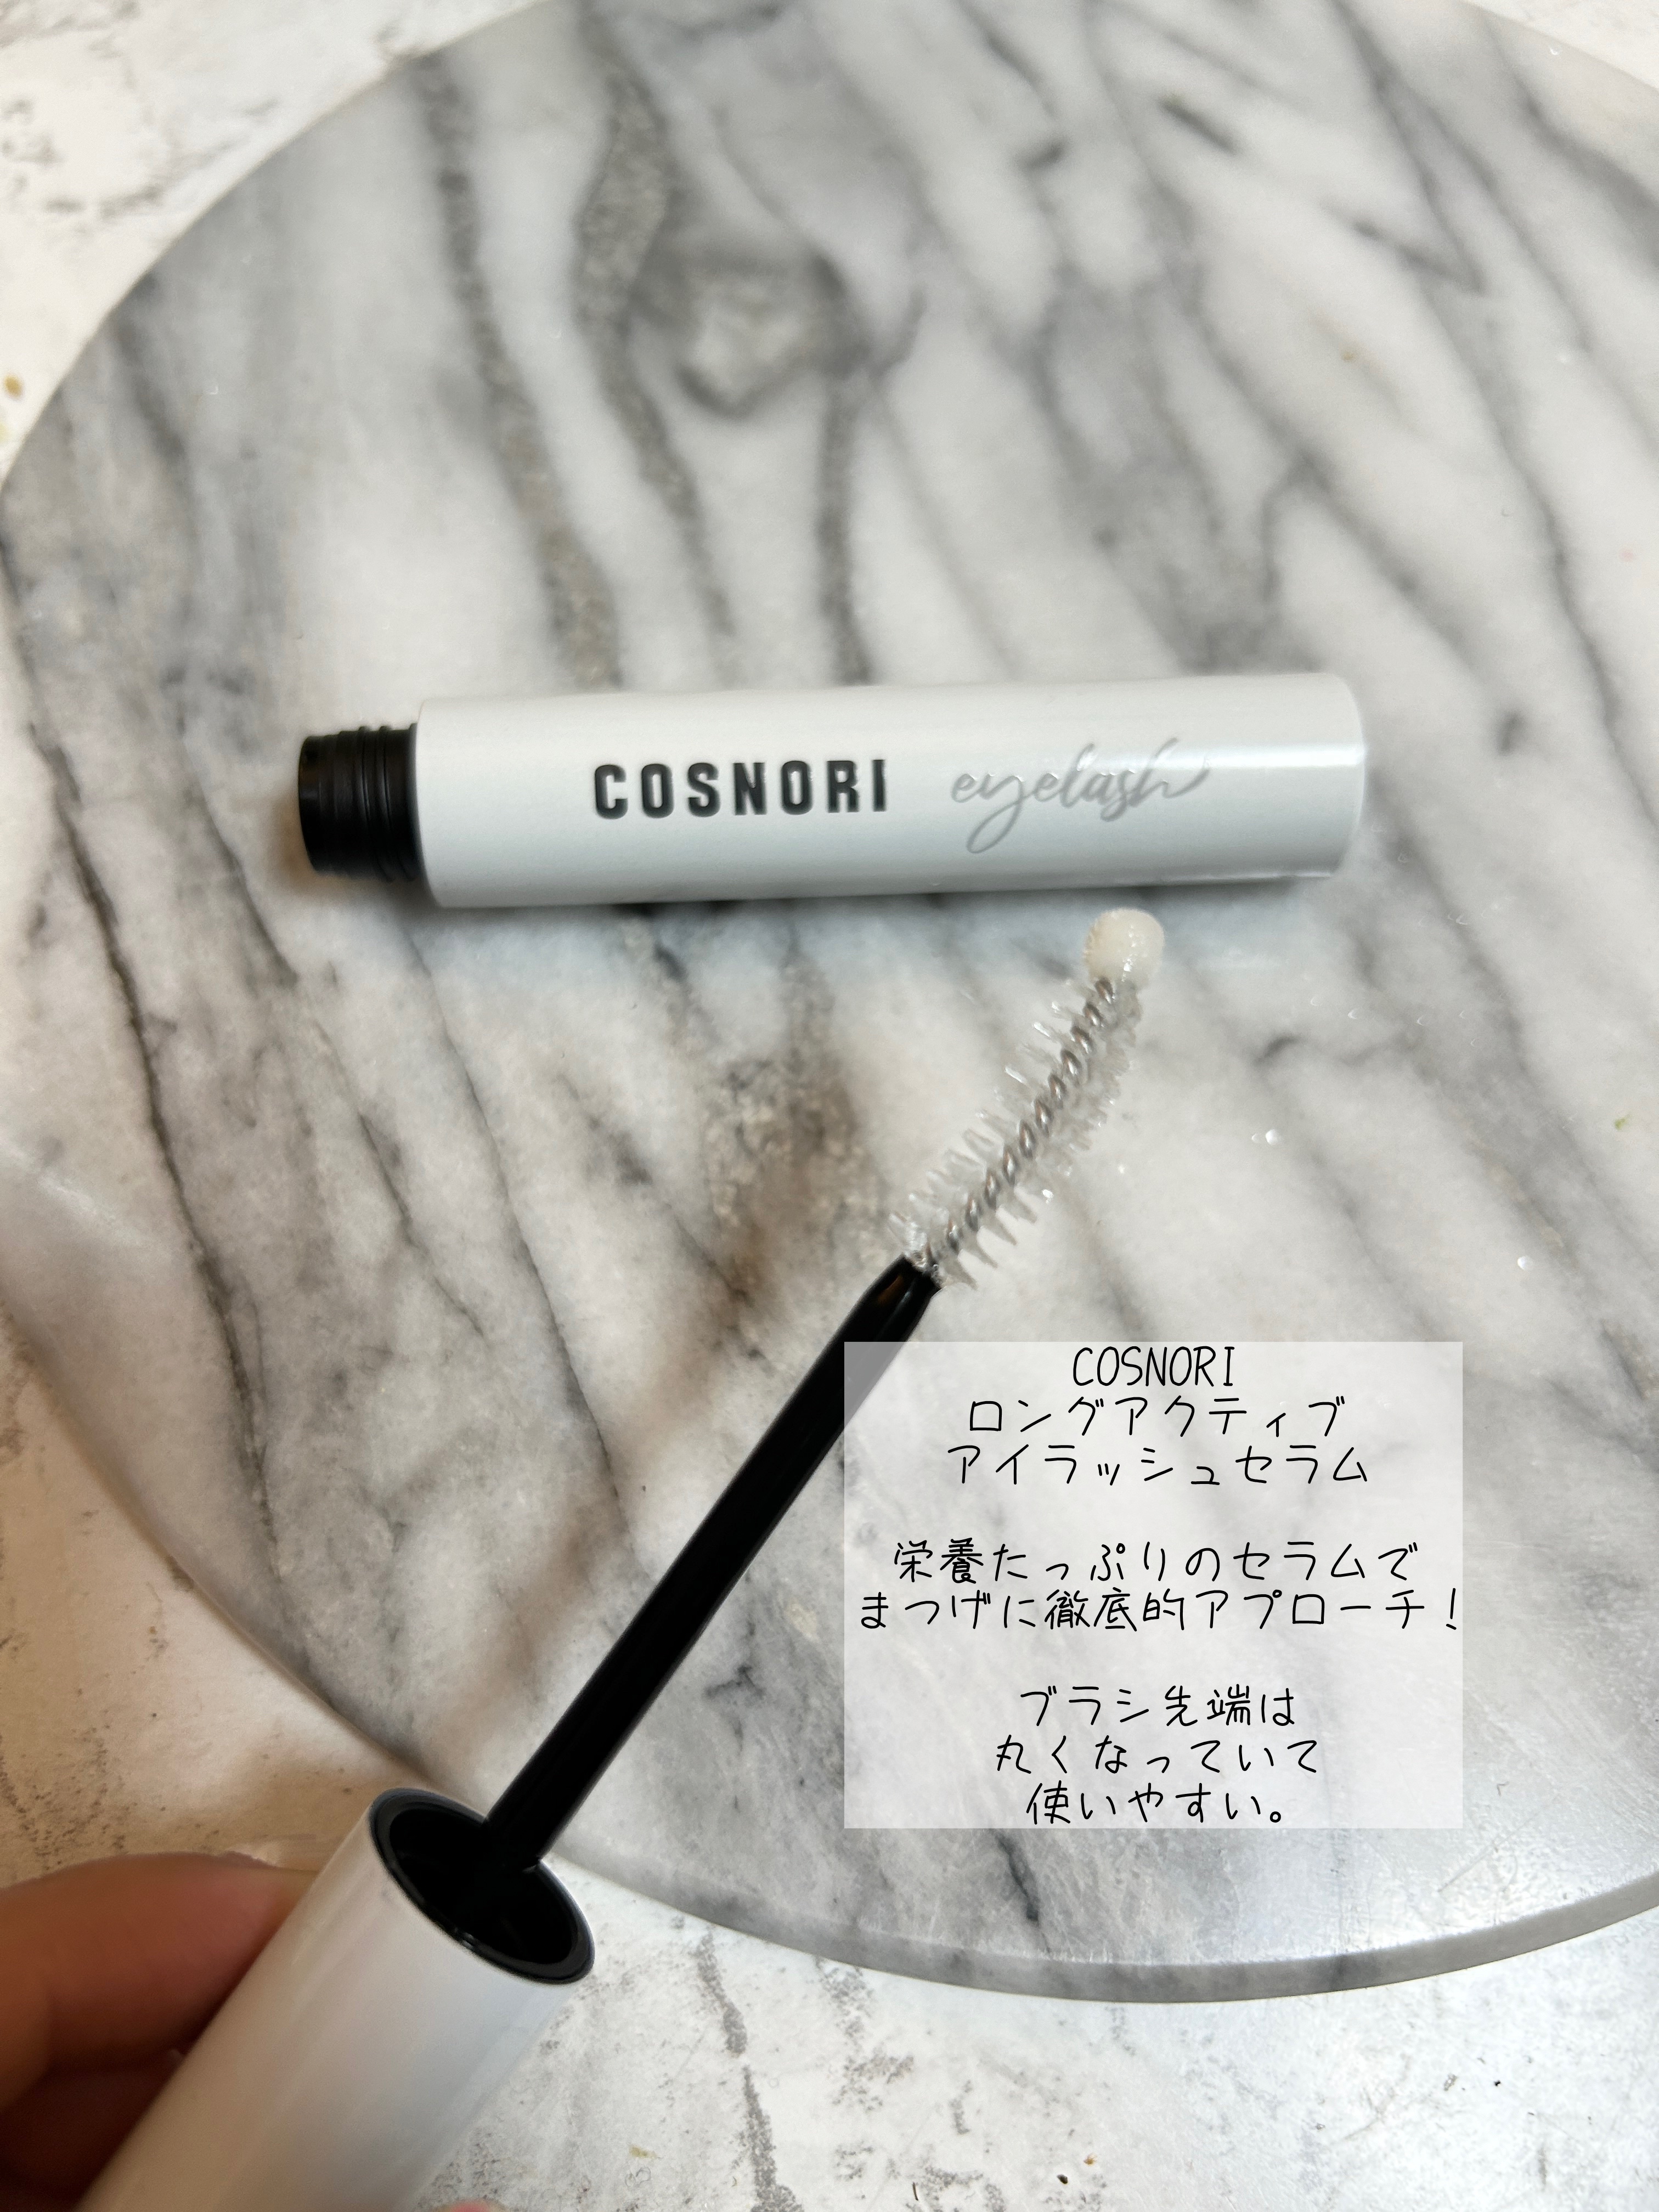 COSNORI eyelash
COSNORI
ロングアクティブ
アイラッシュセラム
栄養たっぷりのセラムで
まつげに徹底的アプローチ！
ブラシ先端は
丸くなっていて
使いやすい。